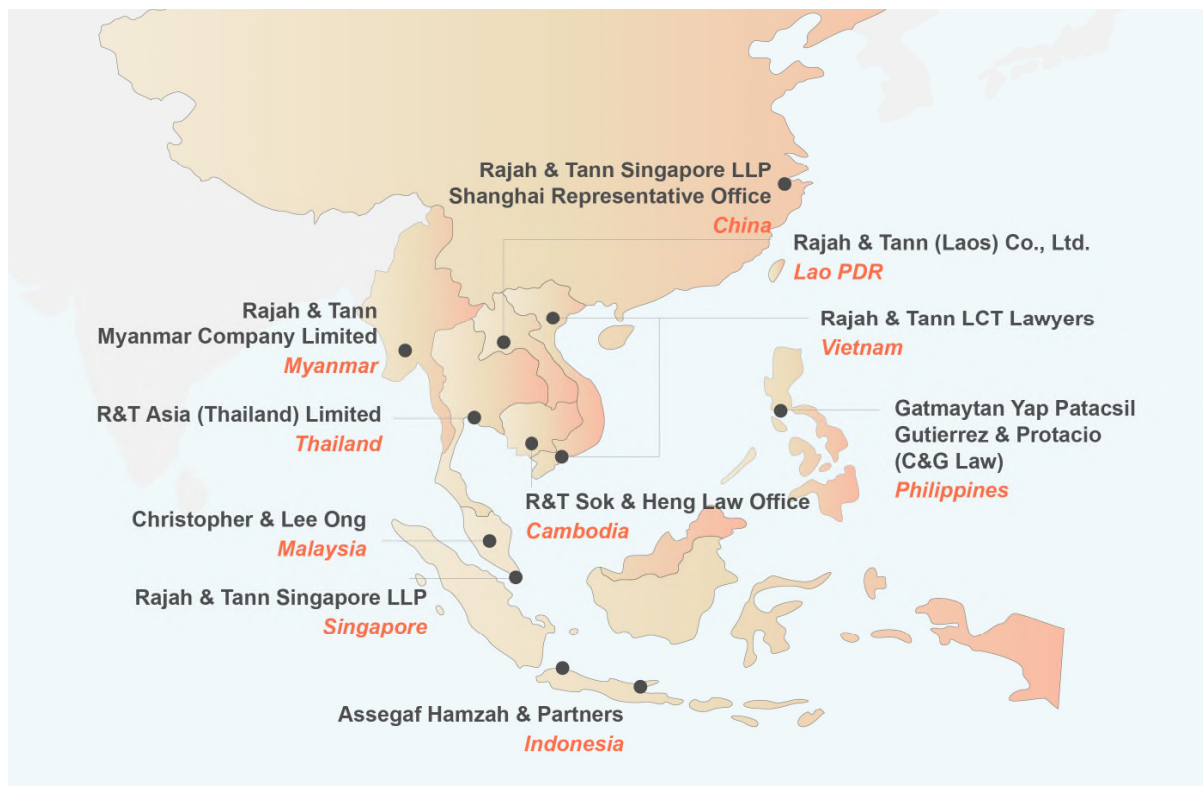 Rajah & Tann Singapore LLP
Shanghai Representative Office
China
Rajah & Tann (Laos) Co., Ltd.
Lao PDR
Rajah & Tann
Myanmar Company Limited
Myanmar
Rajah & Tann LCT Lawyers
Vietnam
R&T Asia (Thailand) Limited
Thailand
Gatmaytan Yap Patacsil
Gutierrez & Protacio
(C&G Law)
Philippines
R&T Sok & Heng Law Office
Cambodia
Christopher & Lee Ong
Malaysia
Rajah & Tann Singapore LLP
Singapore
Assegaf Hamzah & Partners
Indonesia